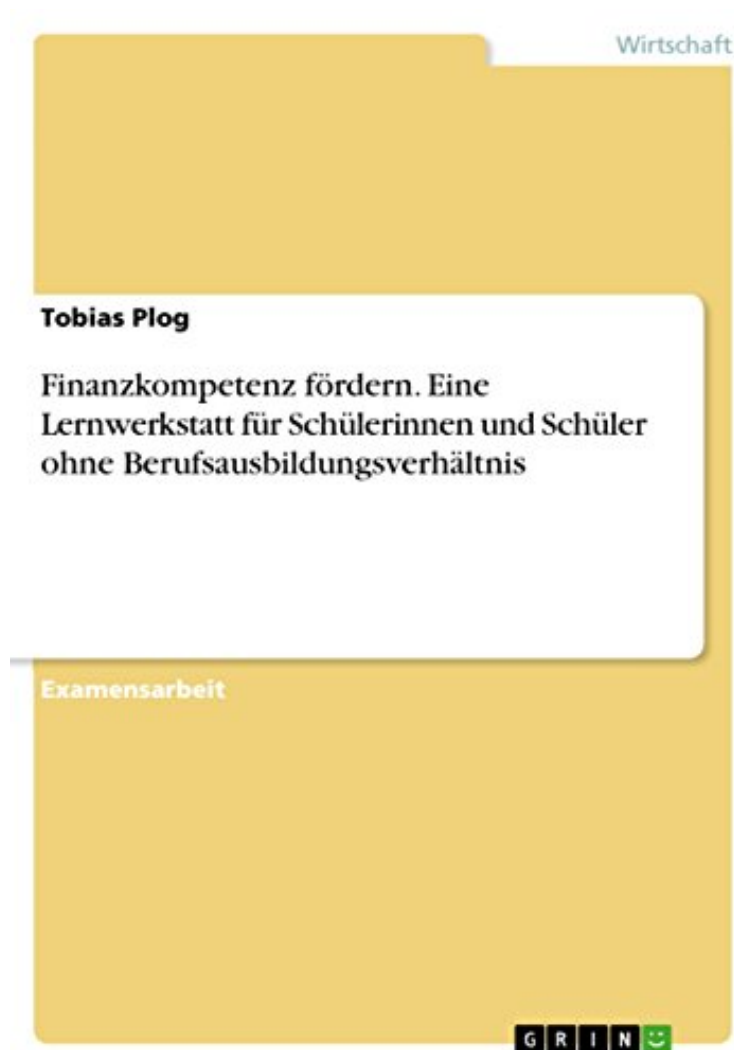 Wirtschaft
Tobias Plog
Finanzkompetenz fördern. Eine
Lernwerkstatt für Schülerinnen und Schüler
ohne Berufsausbildungsverhältnis
Examensarbeit
GRIN